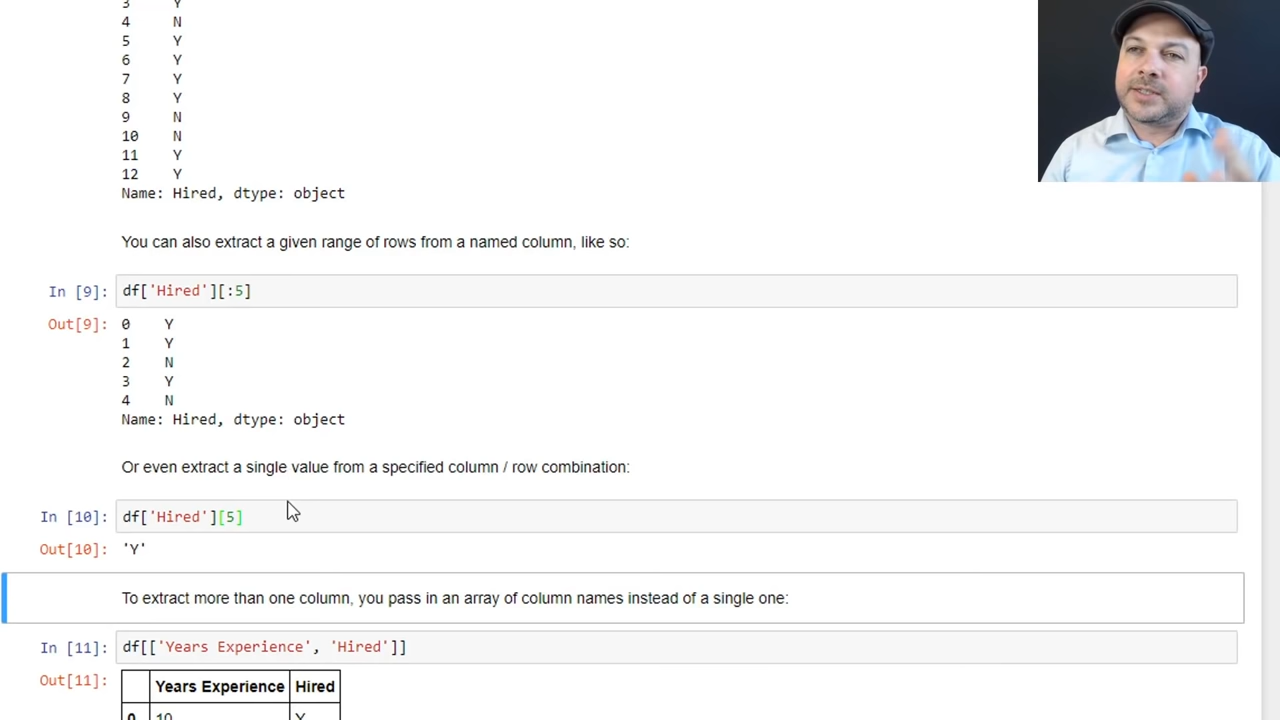 3 Y
4 N
5 Y
6 Y
7 Y
8 Y
9 N
10 N
11 Y
12 Y
Name: Hired, dtype: object
You can also extract a given range of rows from a named column, like so:
In [9]: df['Hired'][:5]
Out[9]: 0 Y
1 Y
2 N
3 Y
4 N
Name: Hired, dtype: object
Or even extract a single value from a specified column / row combination:
In [10]: df['Hired'][5]
Out[10]: 'Y'
To extract more than one column, you pass in an array of column names instead of a single one:
In [11]: df[['Years Experience', 'Hired']]
Out[11]: Years Experience Hired
0 10 Y